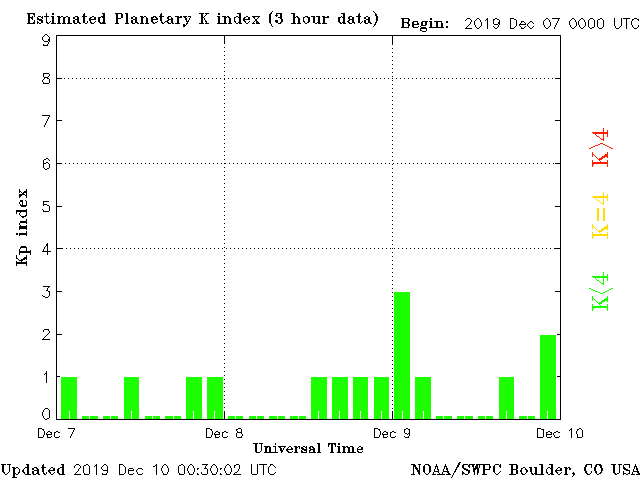 Estimated Planetary K index (3 hour data)
Begin: 2019 Dec 07 0000 UTC
9
8
7
6
5
4
3
2
1
0
Kp index
K>4
K=4
K<4
Dec 7
Dec 8
Dec 9
Dec 10
Universal Time
Updated 2019 Dec 10 00:30:02 UTC
NOAA/SWPC Boulder, CO USA